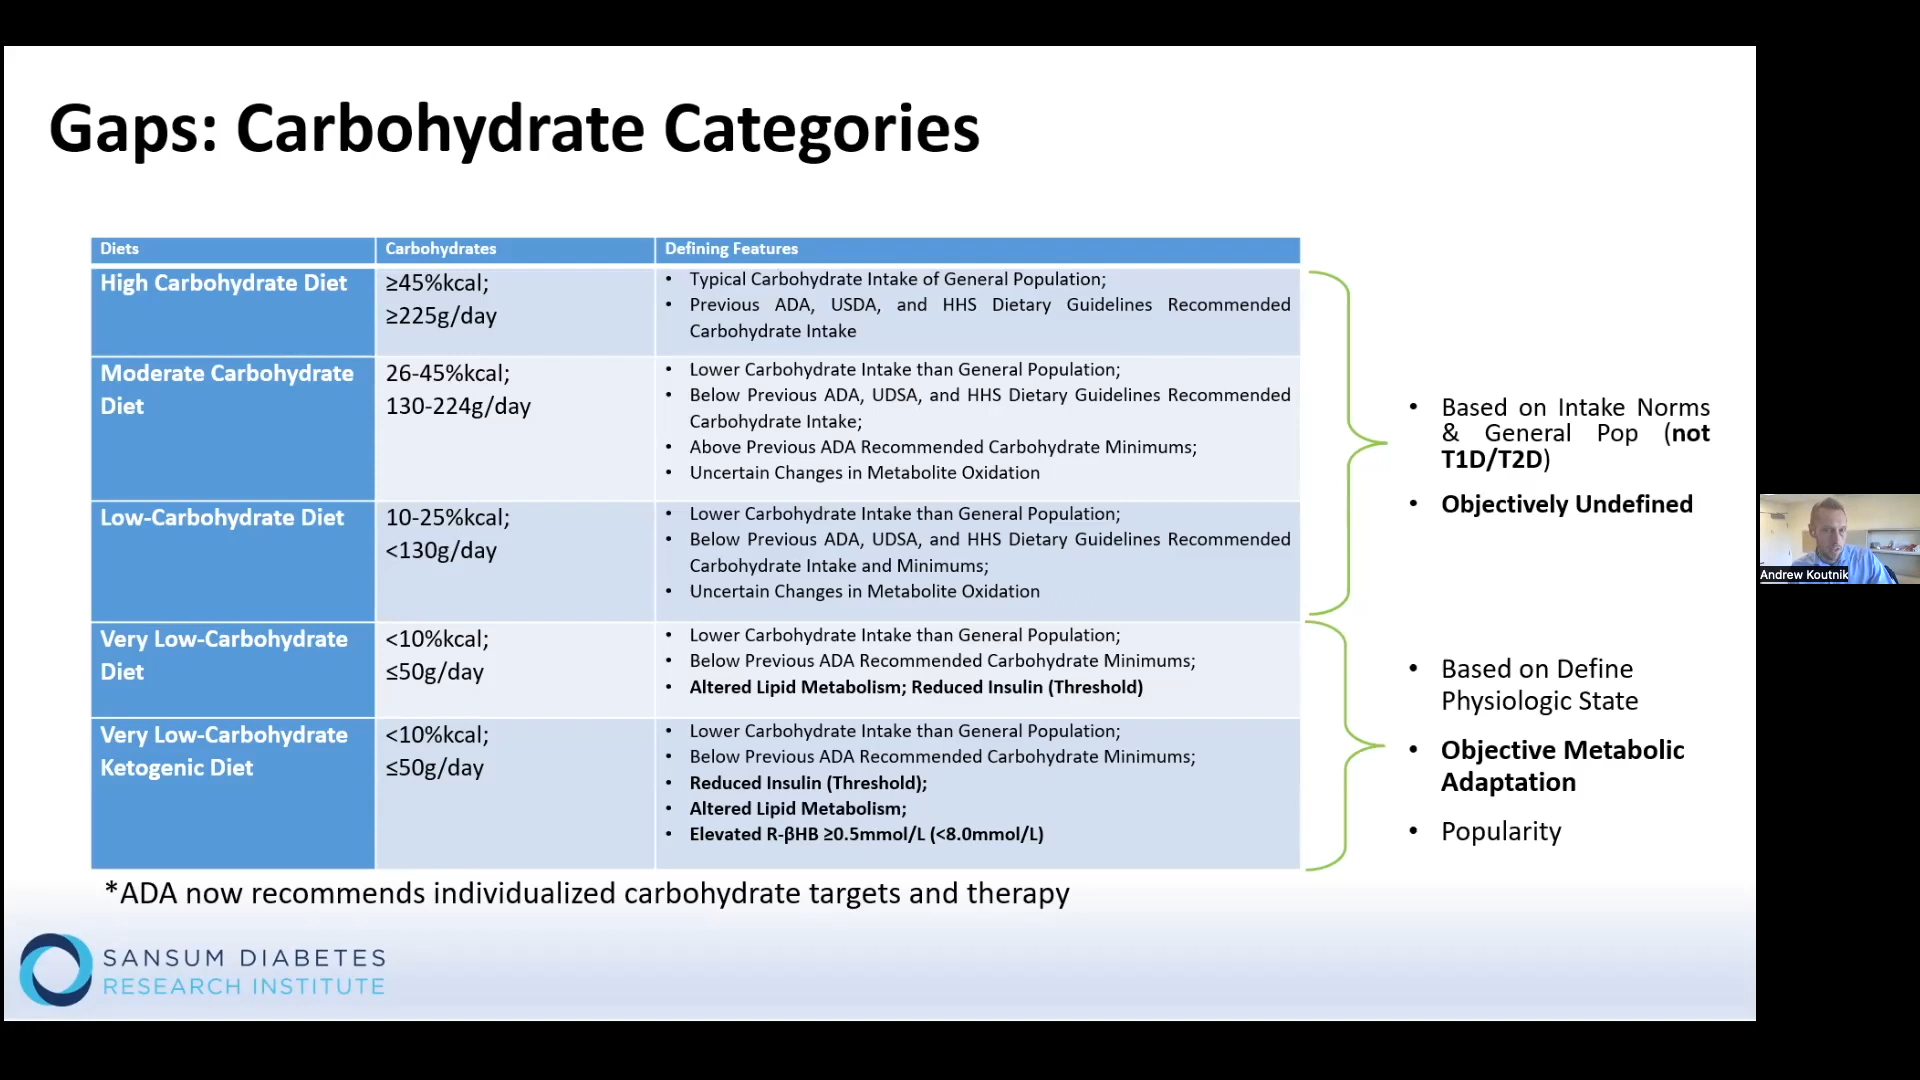 Gaps: Carbohydrate Categories
Diets
Carbohydrates
Defining Features
High Carbohydrate Diet
≥45%kcal;
≥225g/day
• Typical Carbohydrate Intake of General Population;
• Previous ADA, USDA, and HHS Dietary Guidelines Recommended
Carbohydrate Intake
Moderate Carbohydrate
Diet
26-45%kcal;
130-224g/day
• Lower Carbohydrate Intake than General Population;
• Below Previous ADA, UDSA, and HHS Dietary Guidelines Recommended
Carbohydrate Intake;
• Above Previous ADA Recommended Carbohydrate Minimums;
• Uncertain Changes in Metabolite Oxidation
Low-Carbohydrate Diet
10-25%kcal;
<130g/day
• Lower Carbohydrate Intake than General Population;
• Below Previous ADA, UDSA, and HHS Dietary Guidelines Recommended
Carbohydrate Intake and Minimums;
• Uncertain Changes in Metabolite Oxidation
Very Low-Carbohydrate
Diet
<10%kcal;
≤50g/day
• Lower Carbohydrate Intake than General Population;
• Below Previous ADA Recommended Carbohydrate Minimums;
• Altered Lipid Metabolism; Reduced Insulin (Threshold)
Very Low-Carbohydrate
Ketogenic Diet
<10%kcal;
≤50g/day
• Lower Carbohydrate Intake than General Population;
• Below Previous ADA Recommended Carbohydrate Minimums;
• Reduced Insulin (Threshold);
• Altered Lipid Metabolism;
• Elevated R-βHB ≥0.5mmol/L (<8.0mmol/L)
• Based on Intake Norms
& General Pop (not
T1D/T2D)
• Objectively Undefined
• Based on Define
Physiologic State
• Objective Metabolic
Adaptation
• Popularity
*ADA now recommends individualized carbohydrate targets and therapy
SANSUM DIABETES
RESEARCH INSTITUTE
Andrew Koutnik